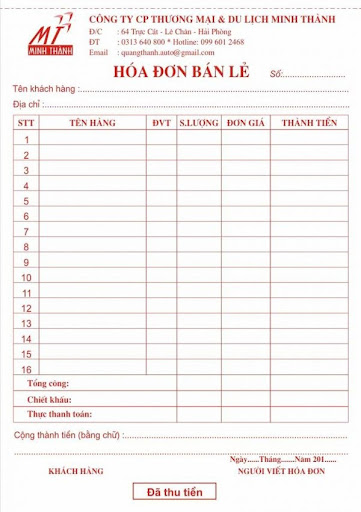 MT
MINH THÀNH
CÔNG TY CP THƯƠNG MẠI & DU LỊCH MINH THÀNH
Đ/C : 64 Trực Cát - Lê Chân - Hải Phòng
ĐT : 0313 640 800 * Hotline: 099 601 2468
Email : quangthanh.auto@gmail.com
HÓA ĐƠN BÁN LẺ Số:......................
Tên khách hàng :
Địa chỉ :
STT TÊN HÀNG ĐVT S.LƯỢNG ĐƠN GIÁ THÀNH TIỀN
1
2
3
4
5
6
7
8
9
10
11
12
13
14
15
16
Tổng cộng:
Chiết khấu:
Thực thanh toán:
Cộng thành tiền (bằng chữ) :
Ngày......Tháng.......Năm 201......
KHÁCH HÀNG NGƯỜI VIẾT HÓA ĐƠN
Đã thu tiền